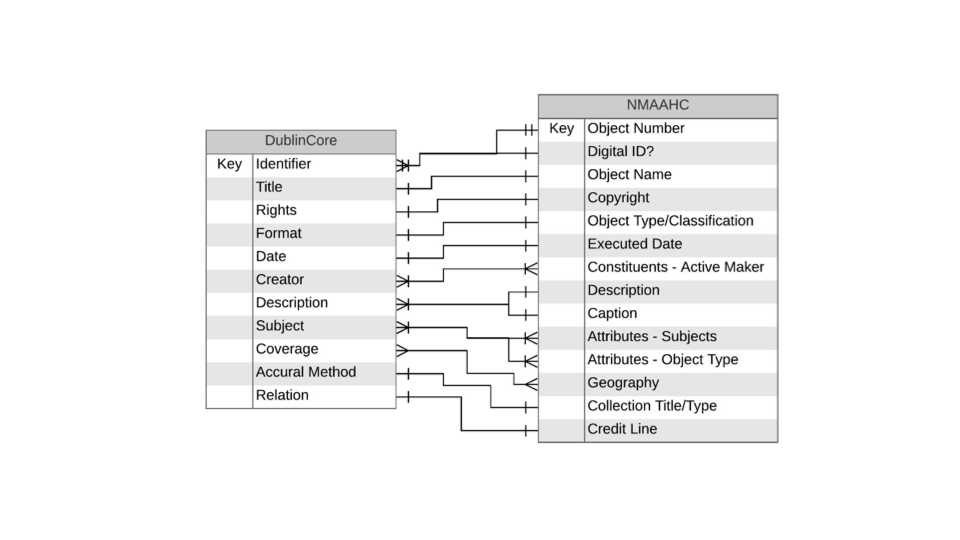 DublinCore
Key Identifier
Title
Rights
Format
Date
Creator
Description
Subject
Coverage
Accural Method
Relation
NMAAHC
Key Object Number
Digital ID?
Object Name
Copyright
Object Type/Classification
Executed Date
Constituents - Active Maker
Description
Caption
Attributes - Subjects
Attributes - Object Type
Geography
Collection Title/Type
Credit Line